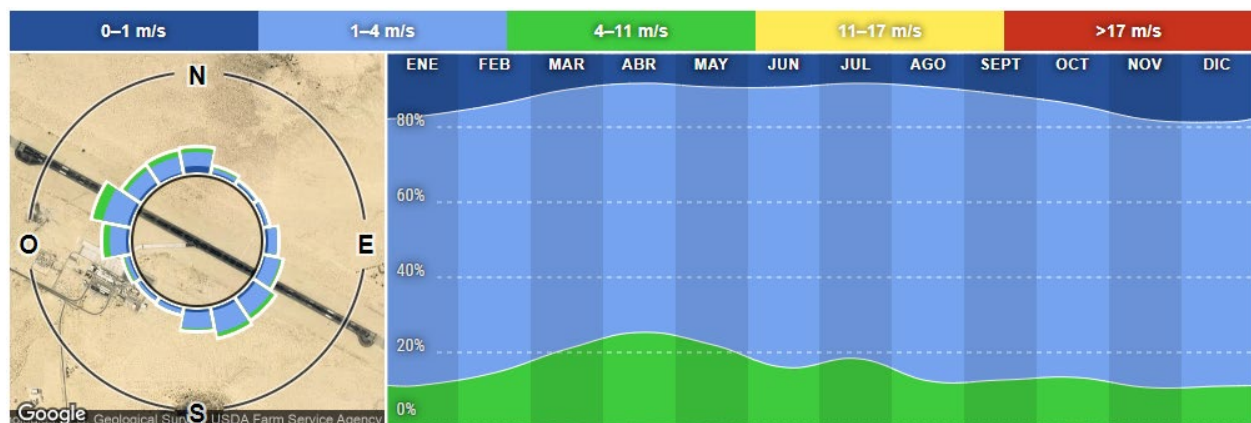 0–1 m/s 1–4 m/s 4–11 m/s 11–17 m/s >17 m/s
ENE FEB MAR ABR MAY JUN JUL AGO SEPT OCT NOV DIC
N
80%
60%
O E
40%
20%
0%
S
Google Geological USDA Farm Service Agency